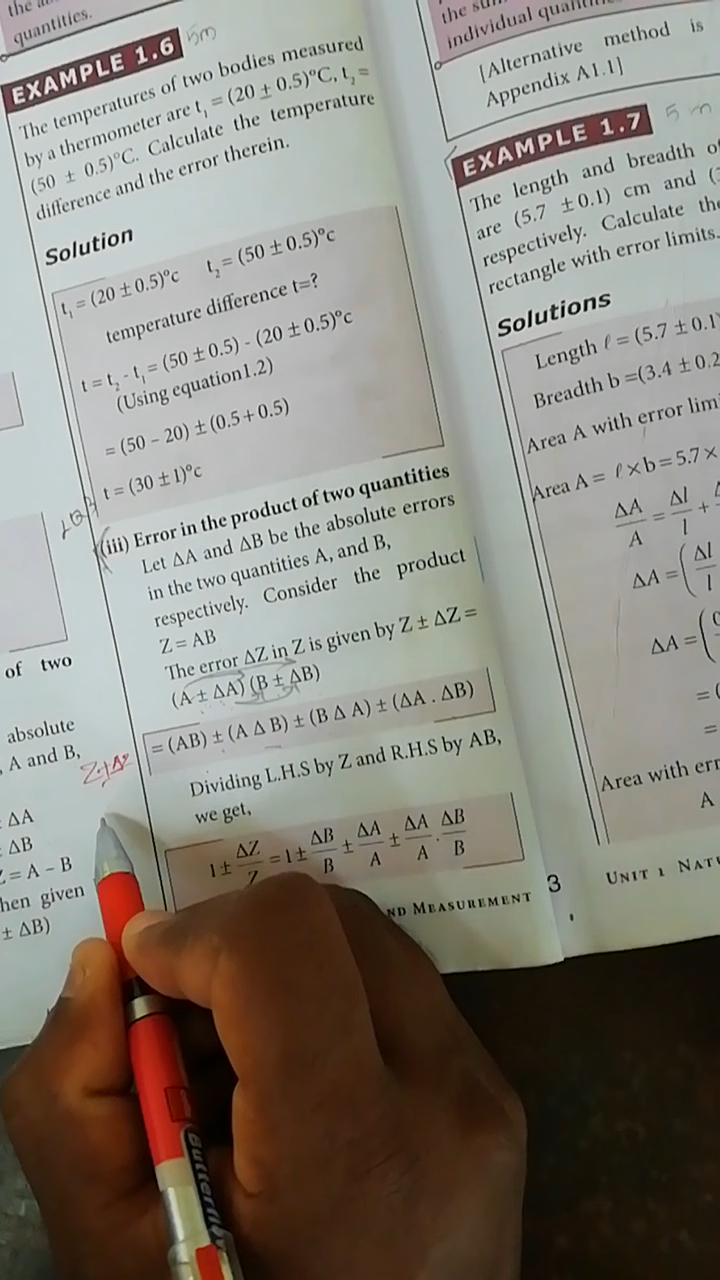 quantities.
EXAMPLE 1.6 5m
The temperatures of two bodies measured
by a thermometer are t₁ = (20 ± 0.5)°C, t₂ =
(50 ± 0.5)°C. Calculate the temperature
difference and the error therein.
Solution
t₁ = (20 ± 0.5)°c t₂ = (50 ± 0.5)°c
temperature difference t=?
t = t₂ - t₁ = (50 ± 0.5) - (20 ± 0.5)°c
(Using equation1.2)
= (50 – 20) ± (0.5 + 0.5)
t = (30 ± 1)°c
(iii) Error in the product of two quantities
Let ΔA and ΔB be the absolute errors
in the two quantities A, and B,
respectively. Consider the product
Z = AB
The error ΔZ in Z is given by Z ± ΔZ =
(A ± ΔA) (B ± ΔB)
= (AB) ± (A Δ B) ± (B Δ A) ± (ΔA . ΔB)
Dividing L.H.S by Z and R.H.S by AB,
we get,
1 ± ΔZ/Z = 1 ± ΔB/B ± ΔA/A ± ΔA/A · ΔB/B
ND MEASUREMENT
of two
absolute
, A and B,
Z ± ΔZ
ΔA
ΔB
Z = A – B
hen given
± ΔB)
individual
[Alternative method is
Appendix A1.1]
EXAMPLE 1.7 5 m
The length and breadth of
are (5.7 ± 0.1) cm and (3
respectively. Calculate the
rectangle with error limits.
Solutions
Length ℓ = (5.7 ± 0.1
Breadth b = (3.4 ± 0.2
Area A with error limi
Area A = ℓ × b = 5.7 ×
ΔA/A = Δl/l +
ΔA = (Δl/l
ΔA = (
= (
=
Area with err
A
3 UNIT 1 NATU